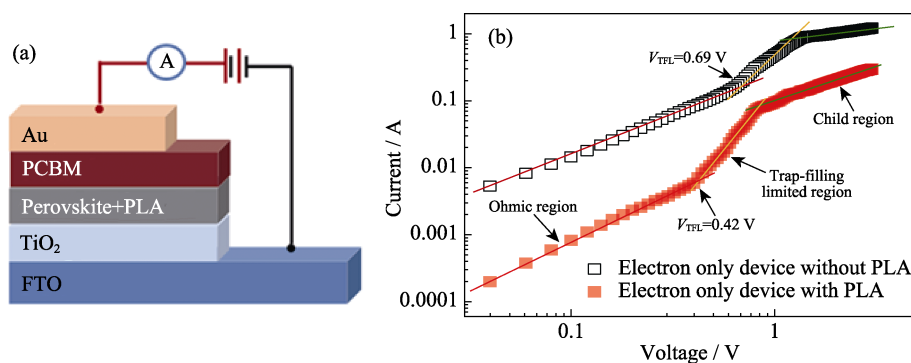 (a)
A
Au
PCBM
Perovskite+PLA
TiO₂
FTO
(b)
Current / A
1
0.1
0.01
0.001
0.0001
V_TFL=0.69 V
Child region
Trap-filling
limited region
Ohmic region
V_TFL=0.42 V
Electron only device without PLA
Electron only device with PLA
0.1
1
Voltage / V